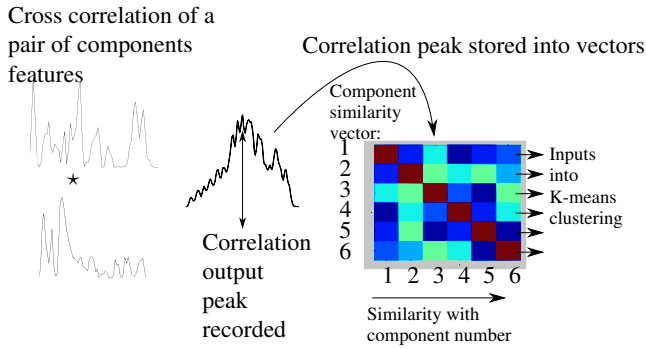 Cross correlation of a
pair of components
features
Correlation peak stored into vectors
Component
similarity
vector:
1
2
3
4
5
6
Inputs
into
K-means
clustering
Correlation
output
peak
recorded
1 2 3 4 5 6
Similarity with
component number